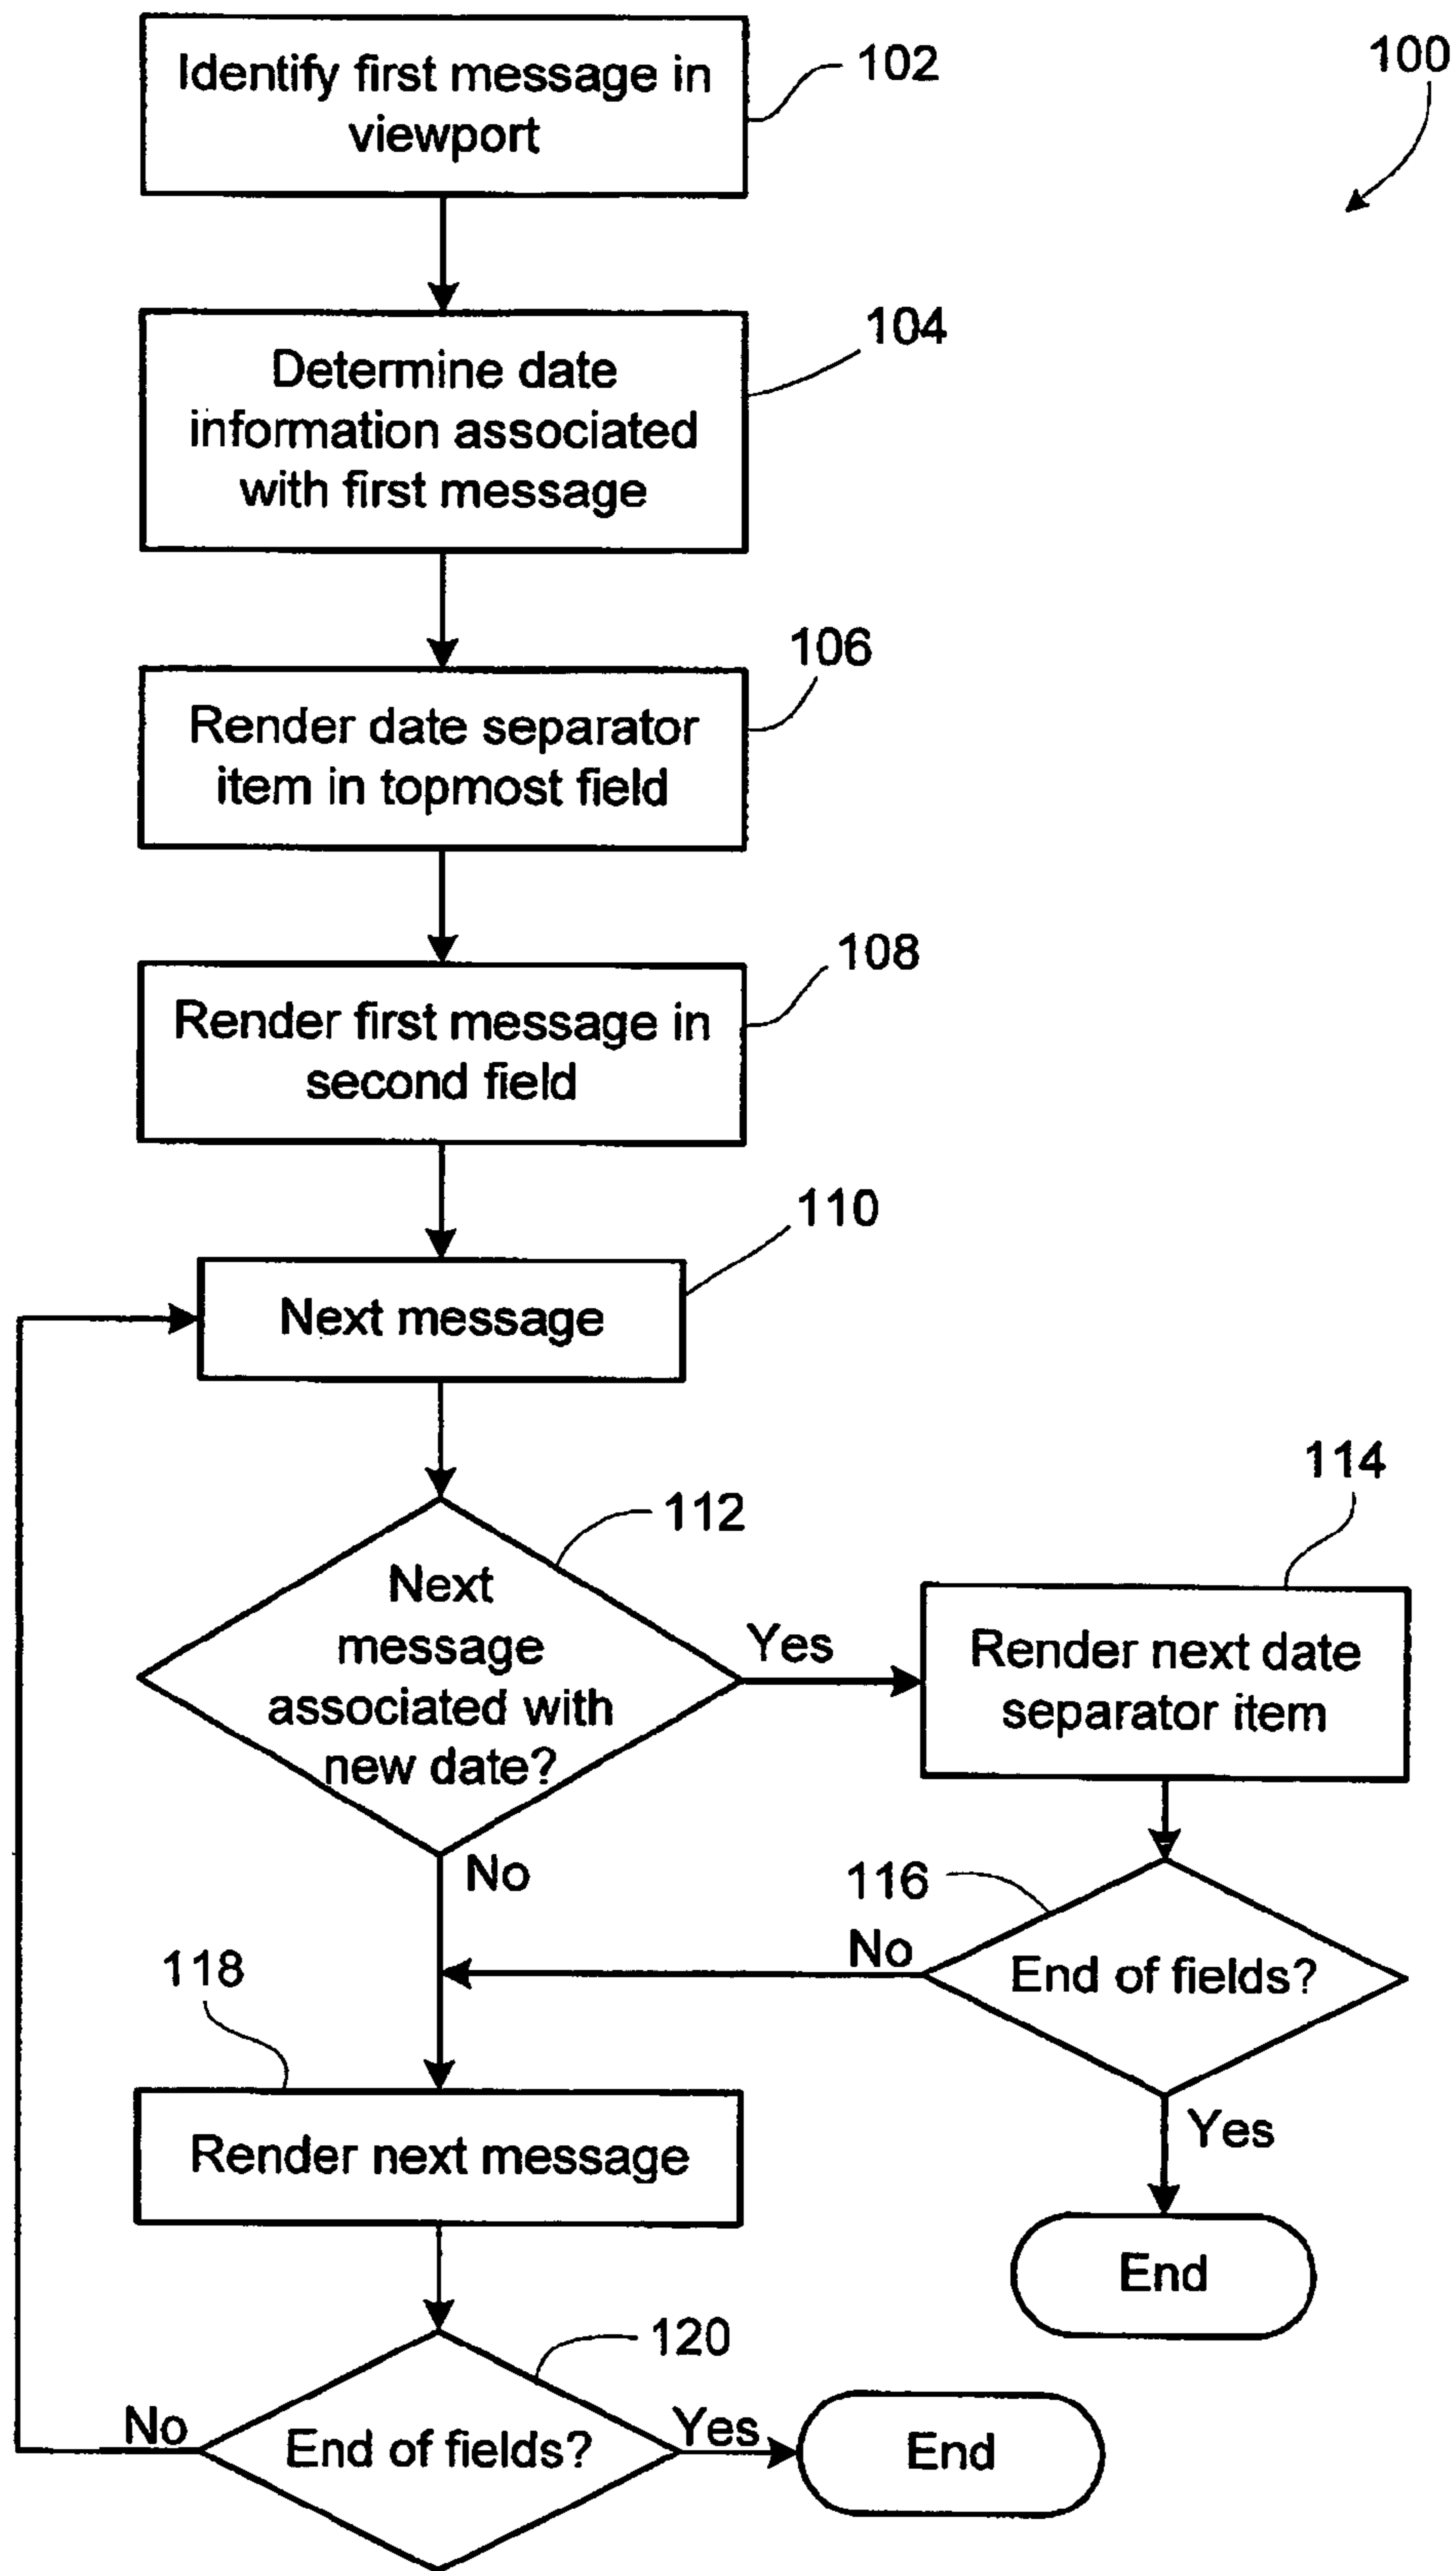 Identify first message in
viewport
102
100
Determine date
information associated
with first message
104
Render date separator
item in topmost field
106
Render first message in
second field
108
Next message
110
Next
message
associated with
new date?
112
Yes
No
Render next date
separator item
114
End of fields?
116
No
Yes
End
Render next message
118
End of fields?
120
No
Yes
End